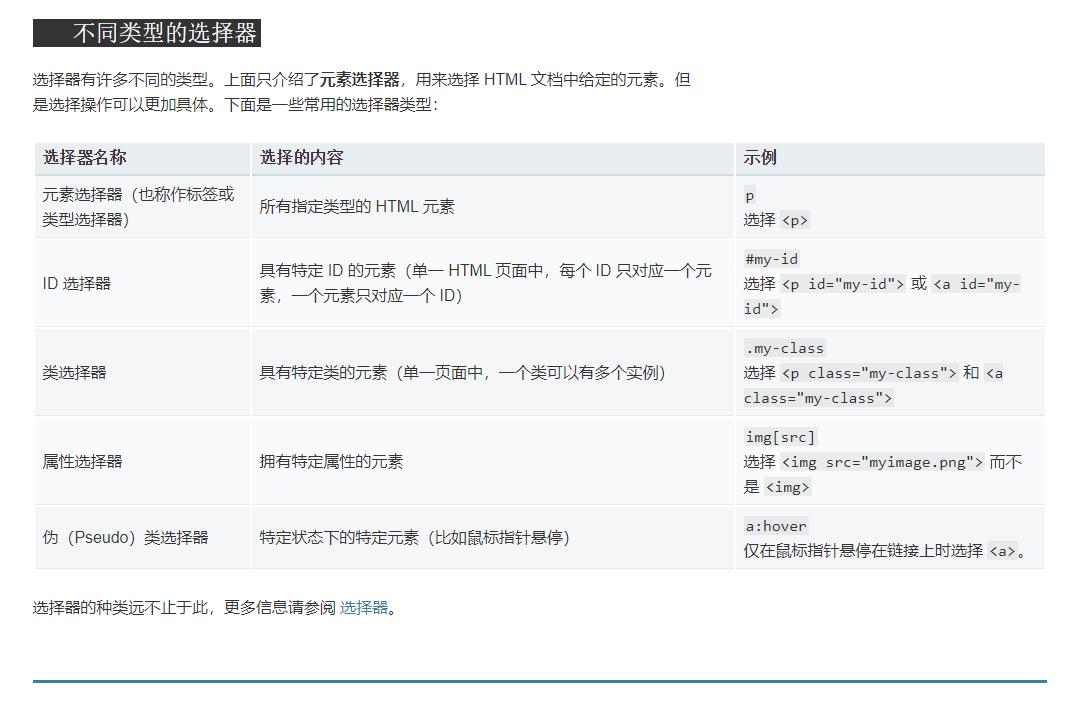 不同类型的选择器
选择器有许多不同的类型。上面只介绍了元素选择器，用来选择 HTML 文档中给定的元素。但
是选择操作可以更加具体。下面是一些常用的选择器类型：
选择器名称 选择的内容 示例
元素选择器（也称作标签或
类型选择器）
所有指定类型的 HTML 元素
p
选择 <p>
ID 选择器
具有特定 ID 的元素（单一 HTML 页面中，每个 ID 只对应一个元
素，一个元素只对应一个 ID）
#my-id
选择 <p id="my-id"> 或 <a id="my-
id">
类选择器
具有特定类的元素（单一页面中，一个类可以有多个实例）
.my-class
选择 <p class="my-class"> 和 <a
class="my-class">
属性选择器
拥有特定属性的元素
img[src]
选择 <img src="myimage.png"> 而不
是 <img>
伪（Pseudo）类选择器
特定状态下的特定元素（比如鼠标指针悬停）
a:hover
仅在鼠标指针悬停在链接上时选择 <a>。
选择器的种类远不止于此，更多信息请参阅 选择器。